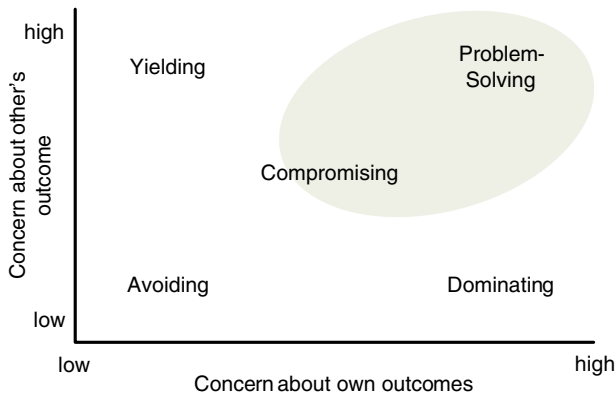 high
Yielding
Problem-
Solving
Concern about other's
outcome
Compromising
Avoiding
Dominating
low
low
high
Concern about own outcomes